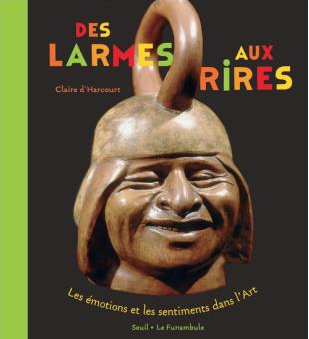 DES
LARMES
AUX
RIRES
Claire d'Harcourt
Les émotions et les sentiments dans l'Art
Seuil • Le Funambule